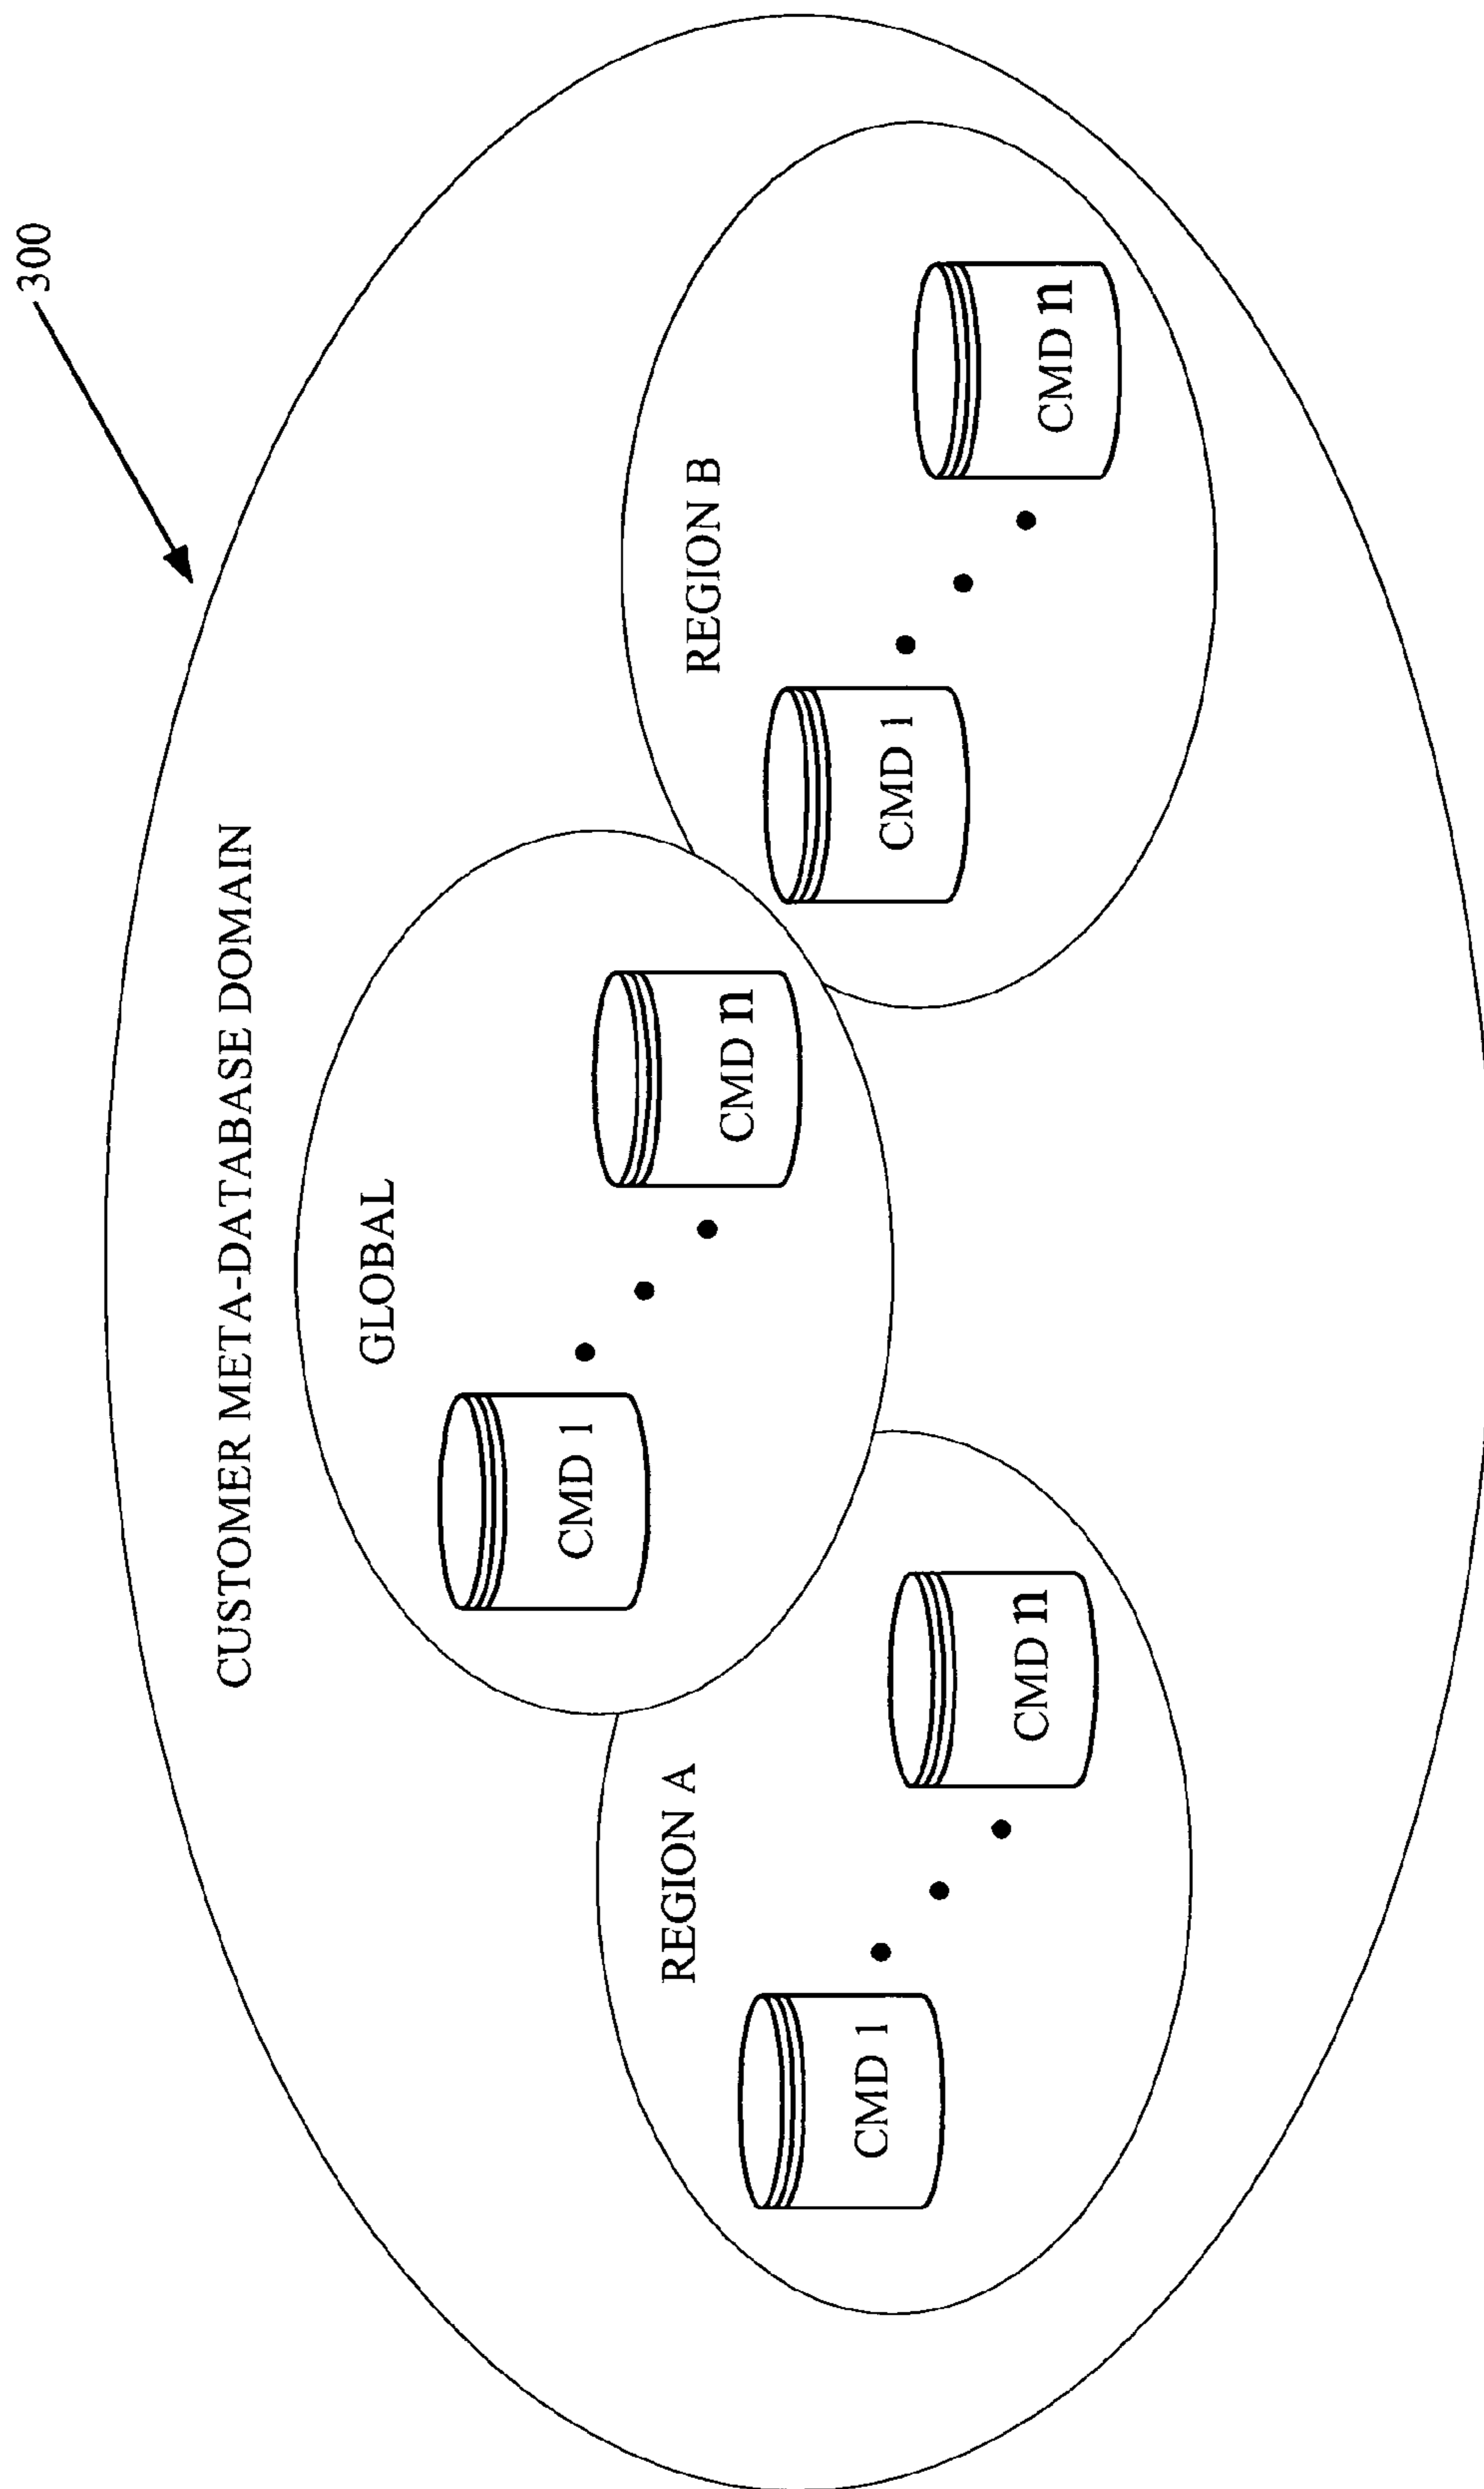 300
CUSTOMER META-DATABASE DOMAIN
GLOBAL
CMD 1
CMD n
REGION A
CMD 1
CMD n
REGION B
CMD 1
CMD n